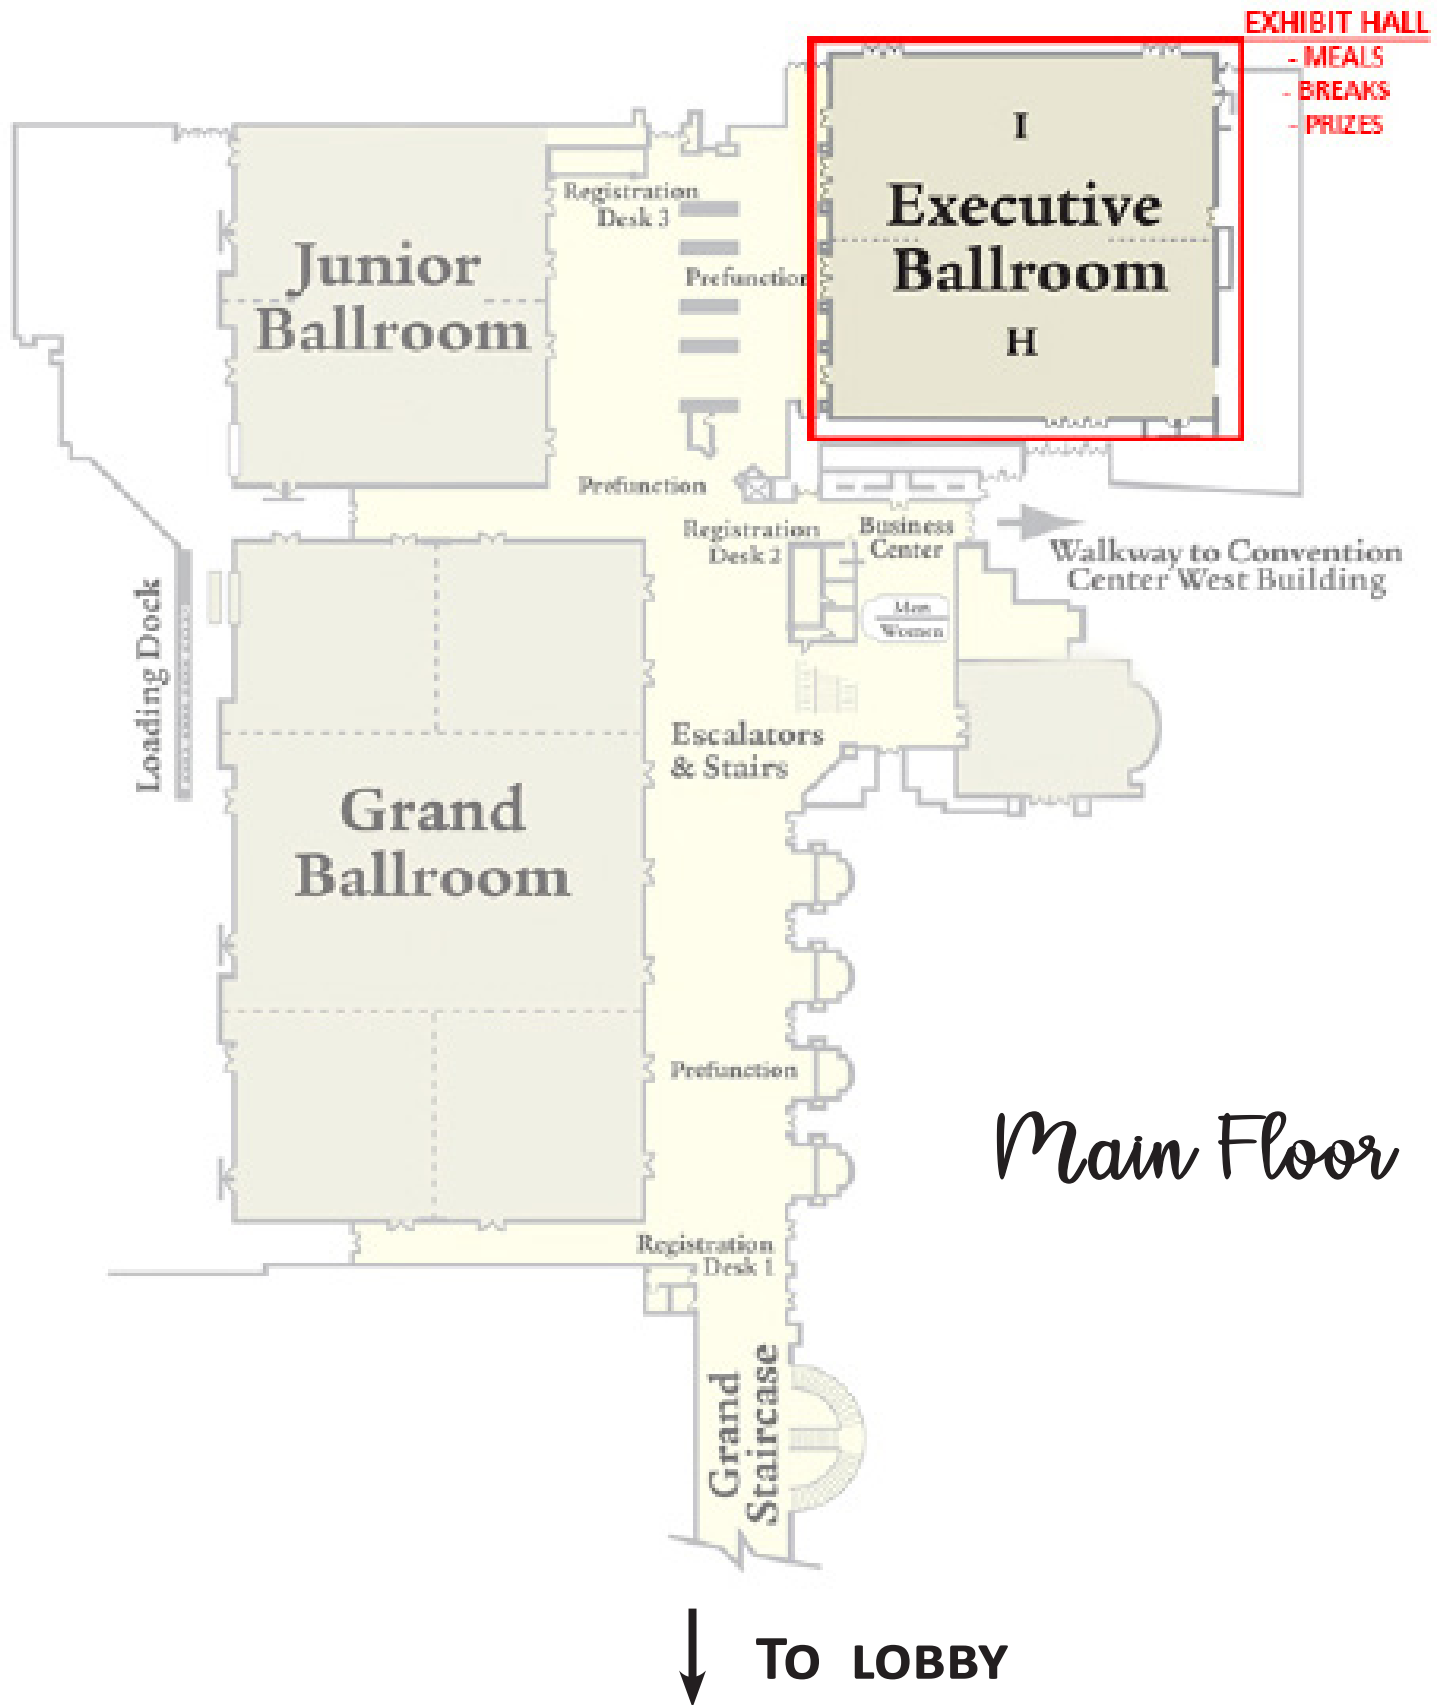 EXHIBIT HALL
- MEALS
- BREAKS
- PRIZES
I
Executive
Ballroom
H
Registration
Desk 3
Junior
Ballroom
Prefunction
Prefunction
Registration
Desk 2
Business
Center
Walkway to Convention
Center West Building
Men
Women
Loading Dock
Escalators
& Stairs
Grand
Ballroom
Prefunction
Main Floor
Registration
Desk 1
Grand
Staircase
To lobby